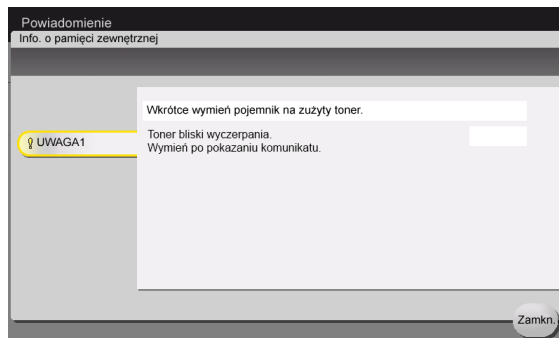 Powiadomienie
Info. o pamięci zewnętrznej
Wkrótce wymień pojemnik na zużyty toner.
UWAGA1
Toner bliski wyczerpania.
Wymień po pokazaniu komunikatu.
Zamkn.